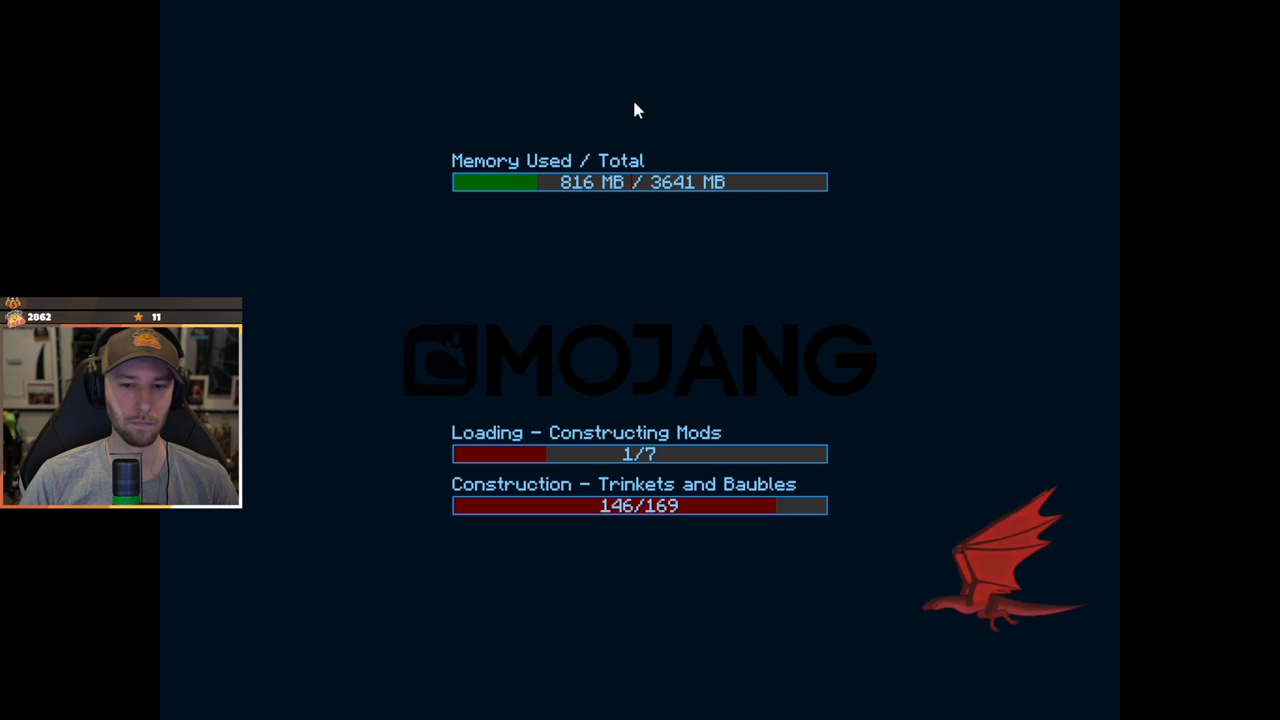 Memory Used / Total
816 MB / 3641 MB
2862
11
MOJANG
Loading - Constructing Mods
1/7
Construction - Trinkets and Baubles
146/169